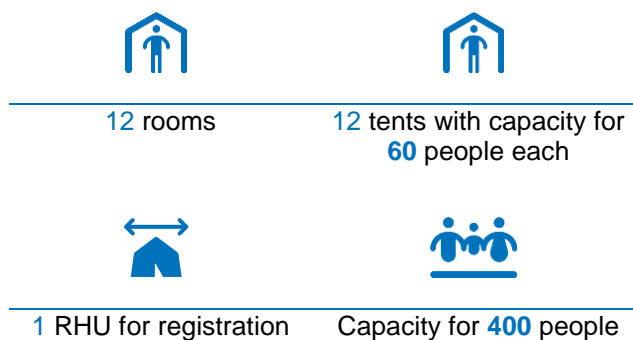 12 rooms
12 tents with capacity for
60 people each
1 RHU for registration
Capacity for 400 people